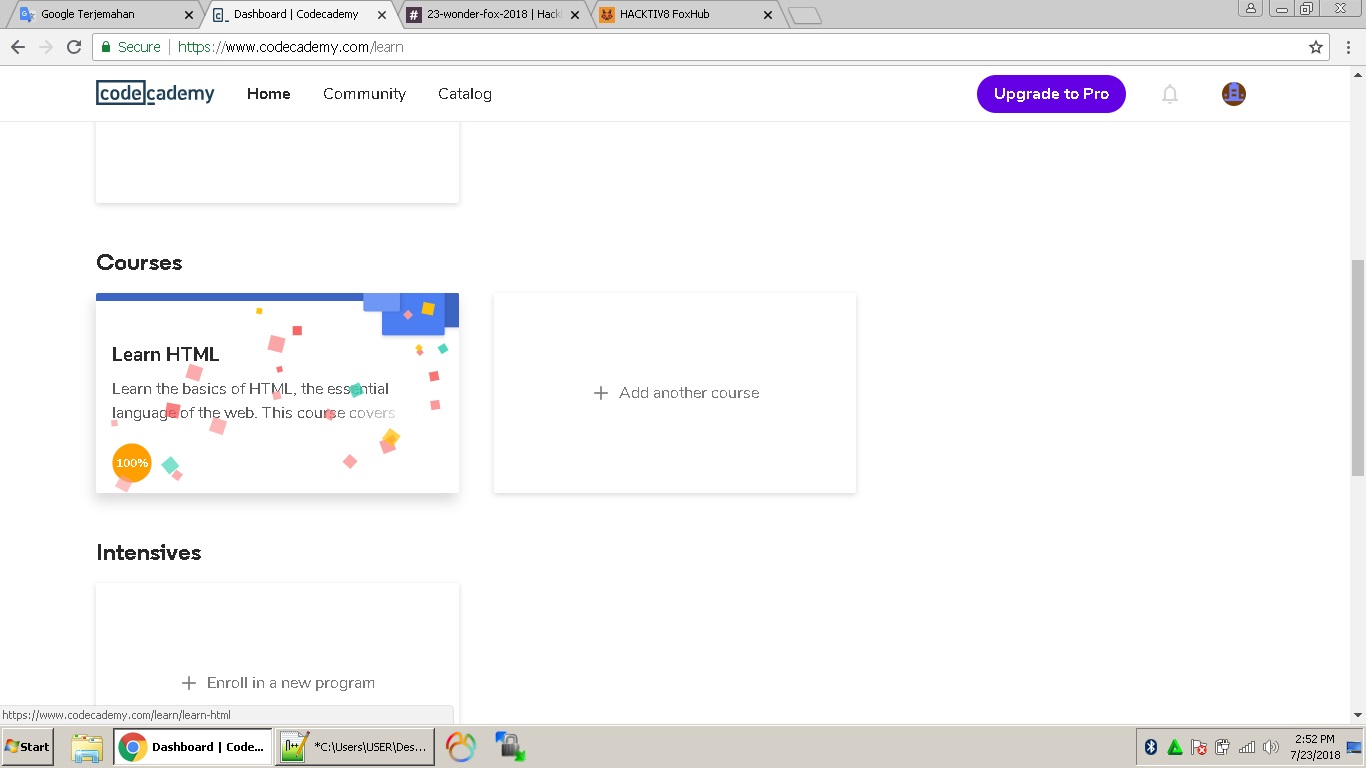 Google Terjemahan
Dashboard | Codecademy
23-wonder-fox-2018 | Hackl
HACKTIV8 FoxHub
Secure
https://www.codecademy.com/learn
codecademy
Home
Community
Catalog
Upgrade to Pro
Courses
Learn HTML
Learn the basics of HTML, the essential
language of the web. This course covers
100%
+ Add another course
Intensives
+ Enroll in a new program
https://www.codecademy.com/learn/learn-html
Start
Dashboard | Code...
*C:\Users\USER\Des...
2:52 PM
7/23/2018